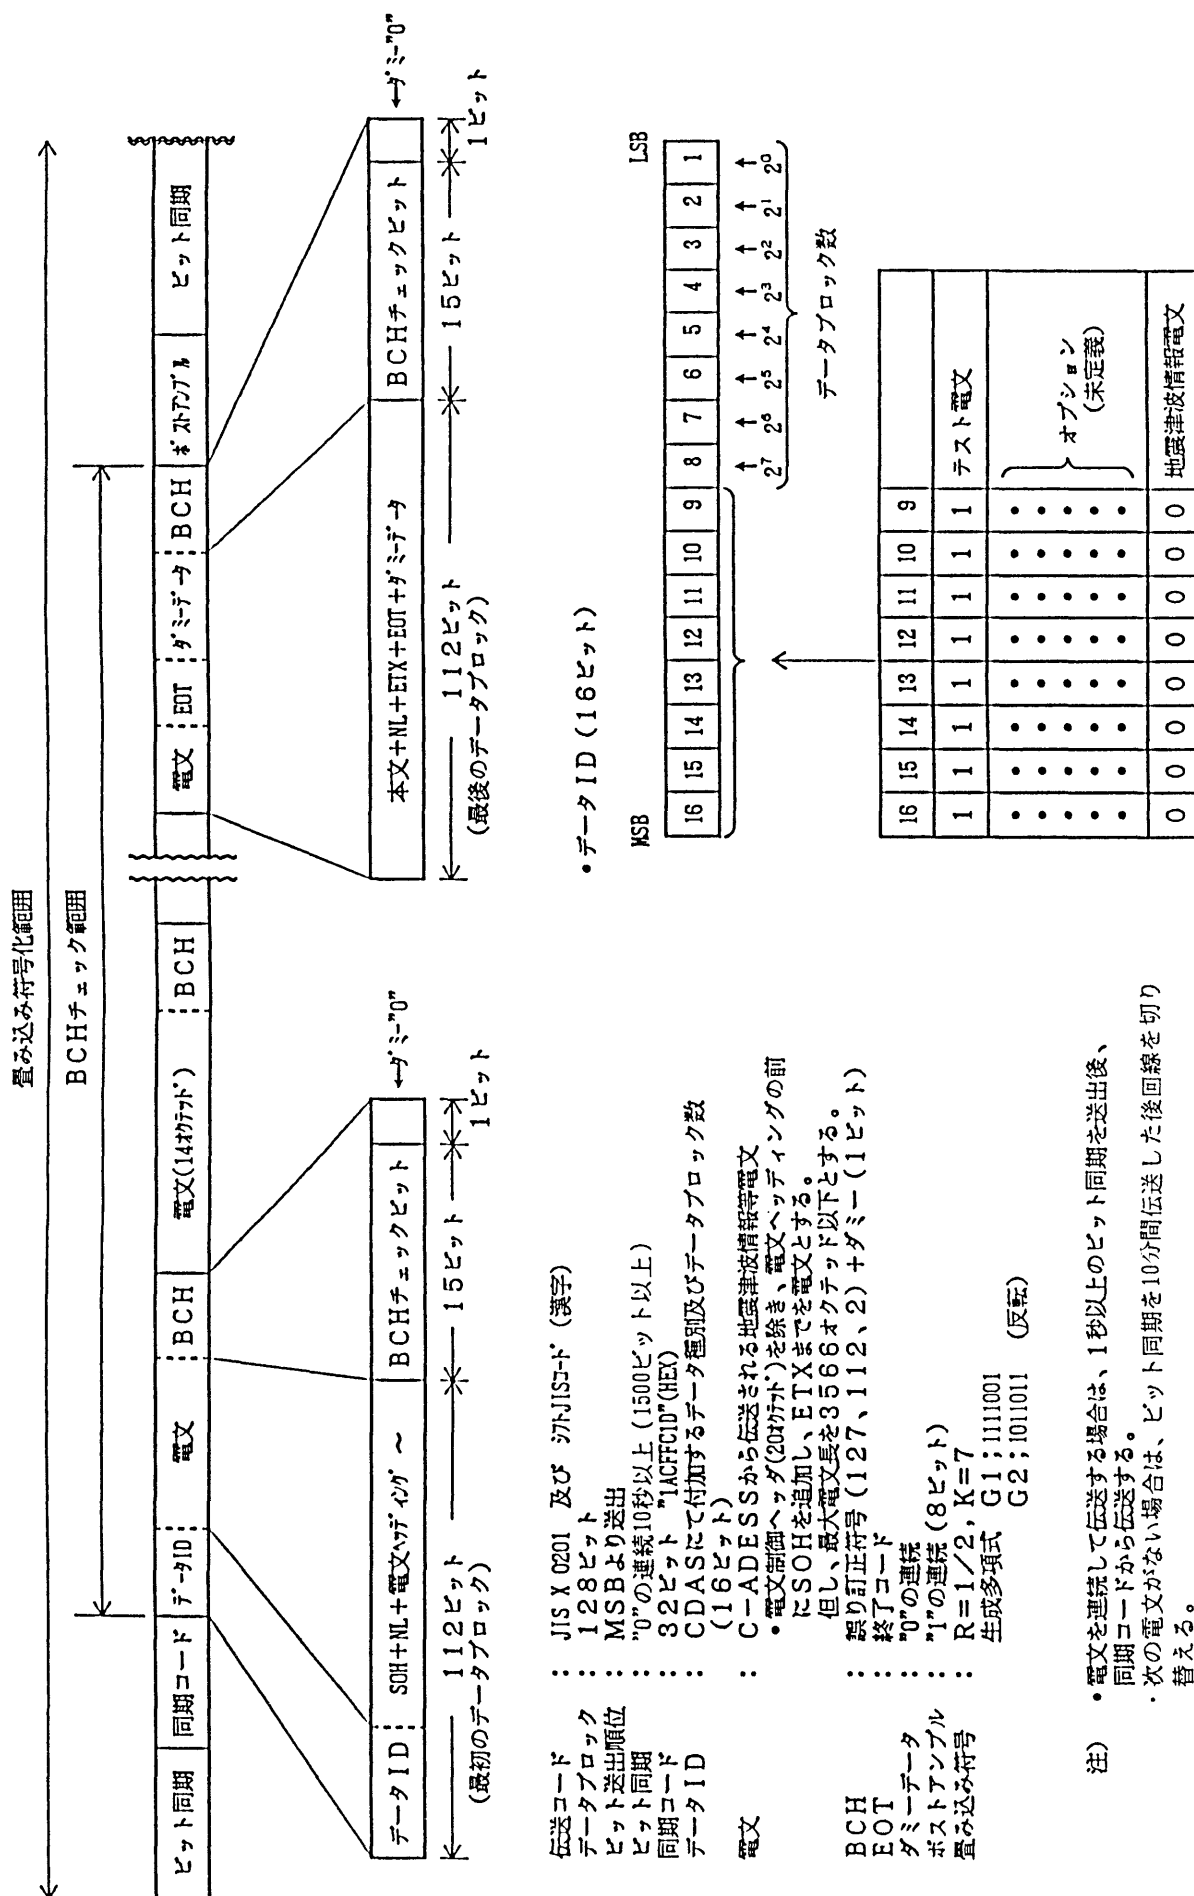 畳み込み符号化範囲
BCHチェック範囲
ビット同期 同期コード データID 電文 BCH 電文(14オクテッド) BCH 電文 EOT ダミーデータ BCH ポストアンブル ビット同期
データID SOH+NL+電文ヘッディング ～ BCHチェックビット ←ダミー"0"
112ビット 15ビット 1ビット
(最初のデータブロック)
本文+NL+ETX+EOT+ダミーデータ BCHチェックビット ←ダミー"0"
112ビット 15ビット 1ビット
(最後のデータブロック)
伝送コード : JIS X 0201 及び シフトJISコード (漢字)
データブロック : 128ビット
ビット送出順位 : MSBより送出
ビット同期 : "0"の連続10秒以上(1500ビット以上)
同期コード : 32ビット "1ACFFC1D"(HEX)
データID : CDASにて付加するデータ種別及びデータブロック数
(16ビット)
電文 : C-ADESSから伝送される地震津波情報等電文
・電文制御ヘッダ(20オクテッド)を除き、電文ヘッディングの前
にSOHを追加し、ETXまでを電文とする。
但し、最大電文長を3566オクテッド以下とする。
BCH : 誤り訂正符号(127、112、2)+ダミー(1ビット)
EOT : 終了コード
ダミーデータ : "0"の連続
ポストアンブル : "1"の連続(8ビット)
畳み込み符号 : R=1/2,K=7
生成多項式 G1;1111001
G2;1011011 (反転)
注) ・電文を連続して伝送する場合は、1秒以上のビット同期を送出後、
同期コードから伝送する。
・次の電文がない場合は、ビット同期を10分間伝送した後回線を切り
替える。
・データID(16ビット)
MSB LSB
16 15 14 13 12 11 10 9 8 7 6 5 4 3 2 1
↑ ↑ ↑ ↑ ↑ ↑ ↑ ↑
2⁷ 2⁶ 2⁵ 2⁴ 2³ 2² 2¹ 2⁰
データブロック数
16 15 14 13 12 11 10 9
1 1 1 1 1 1 1 1 テスト電文
・ ・ ・ ・ ・ ・ ・ ・
・ ・ ・ ・ ・ ・ ・ ・
・ ・ ・ ・ ・ ・ ・ ・ オプション
・ ・ ・ ・ ・ ・ ・ ・ (未定義)
・ ・ ・ ・ ・ ・ ・ ・
0 0 0 0 0 0 0 0 地震津波情報電文